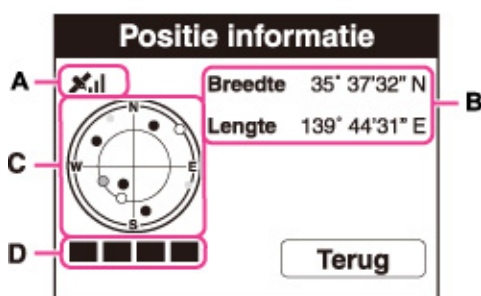 Positie informatie
A
Breedte 35° 37'32" N
B
Lengte 139° 44'31" E
N
C
W E
S
D
Terug